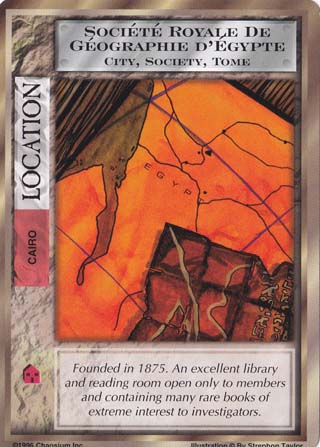 SOCIÉTÉ ROYALE DE
GÉOGRAPHIE D'ÉGYPTE
CITY, SOCIETY, TOME
LOCATION
CAIRO
EGYPT
Founded in 1875. An excellent library
and reading room open only to members
and containing many rare books of
extreme interest to investigators.
©1996 Chaosium Inc.
Illustration © By Strephon Taylor